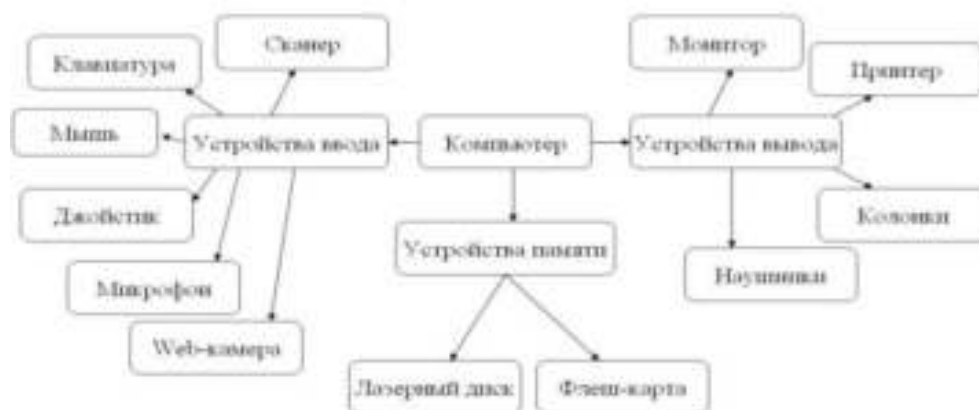 Сканер
Монитор
Клавиатура
Принтер
Мышь
Устройства ввода
Компьютер
Устройства вывода
Джойстик
Колонки
Устройства памяти
Микрофон
Наушники
Web-камера
Лазерный диск
Флеш-карта